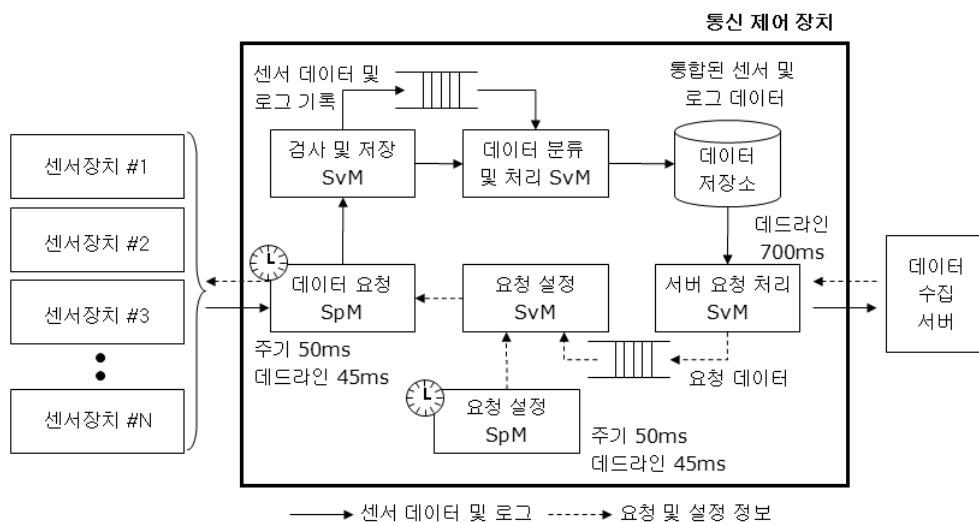 통신 제어 장치
센서 데이터 및
로그 기록
통합된 센서 및
로그 데이터
센서장치 #1
센서장치 #2
센서장치 #3
센서장치 #N
검사 및 저장
SvM
데이터 분류
및 처리 SvM
데이터
저장소
데드라인
700ms
데이터 요청
SpM
요청 설정
SvM
서버 요청 처리
SvM
데이터
수집
서버
주기 50ms
데드라인 45ms
요청 데이터
요청 설정
SpM
주기 50ms
데드라인 45ms
센서 데이터 및 로그
요청 및 설정 정보